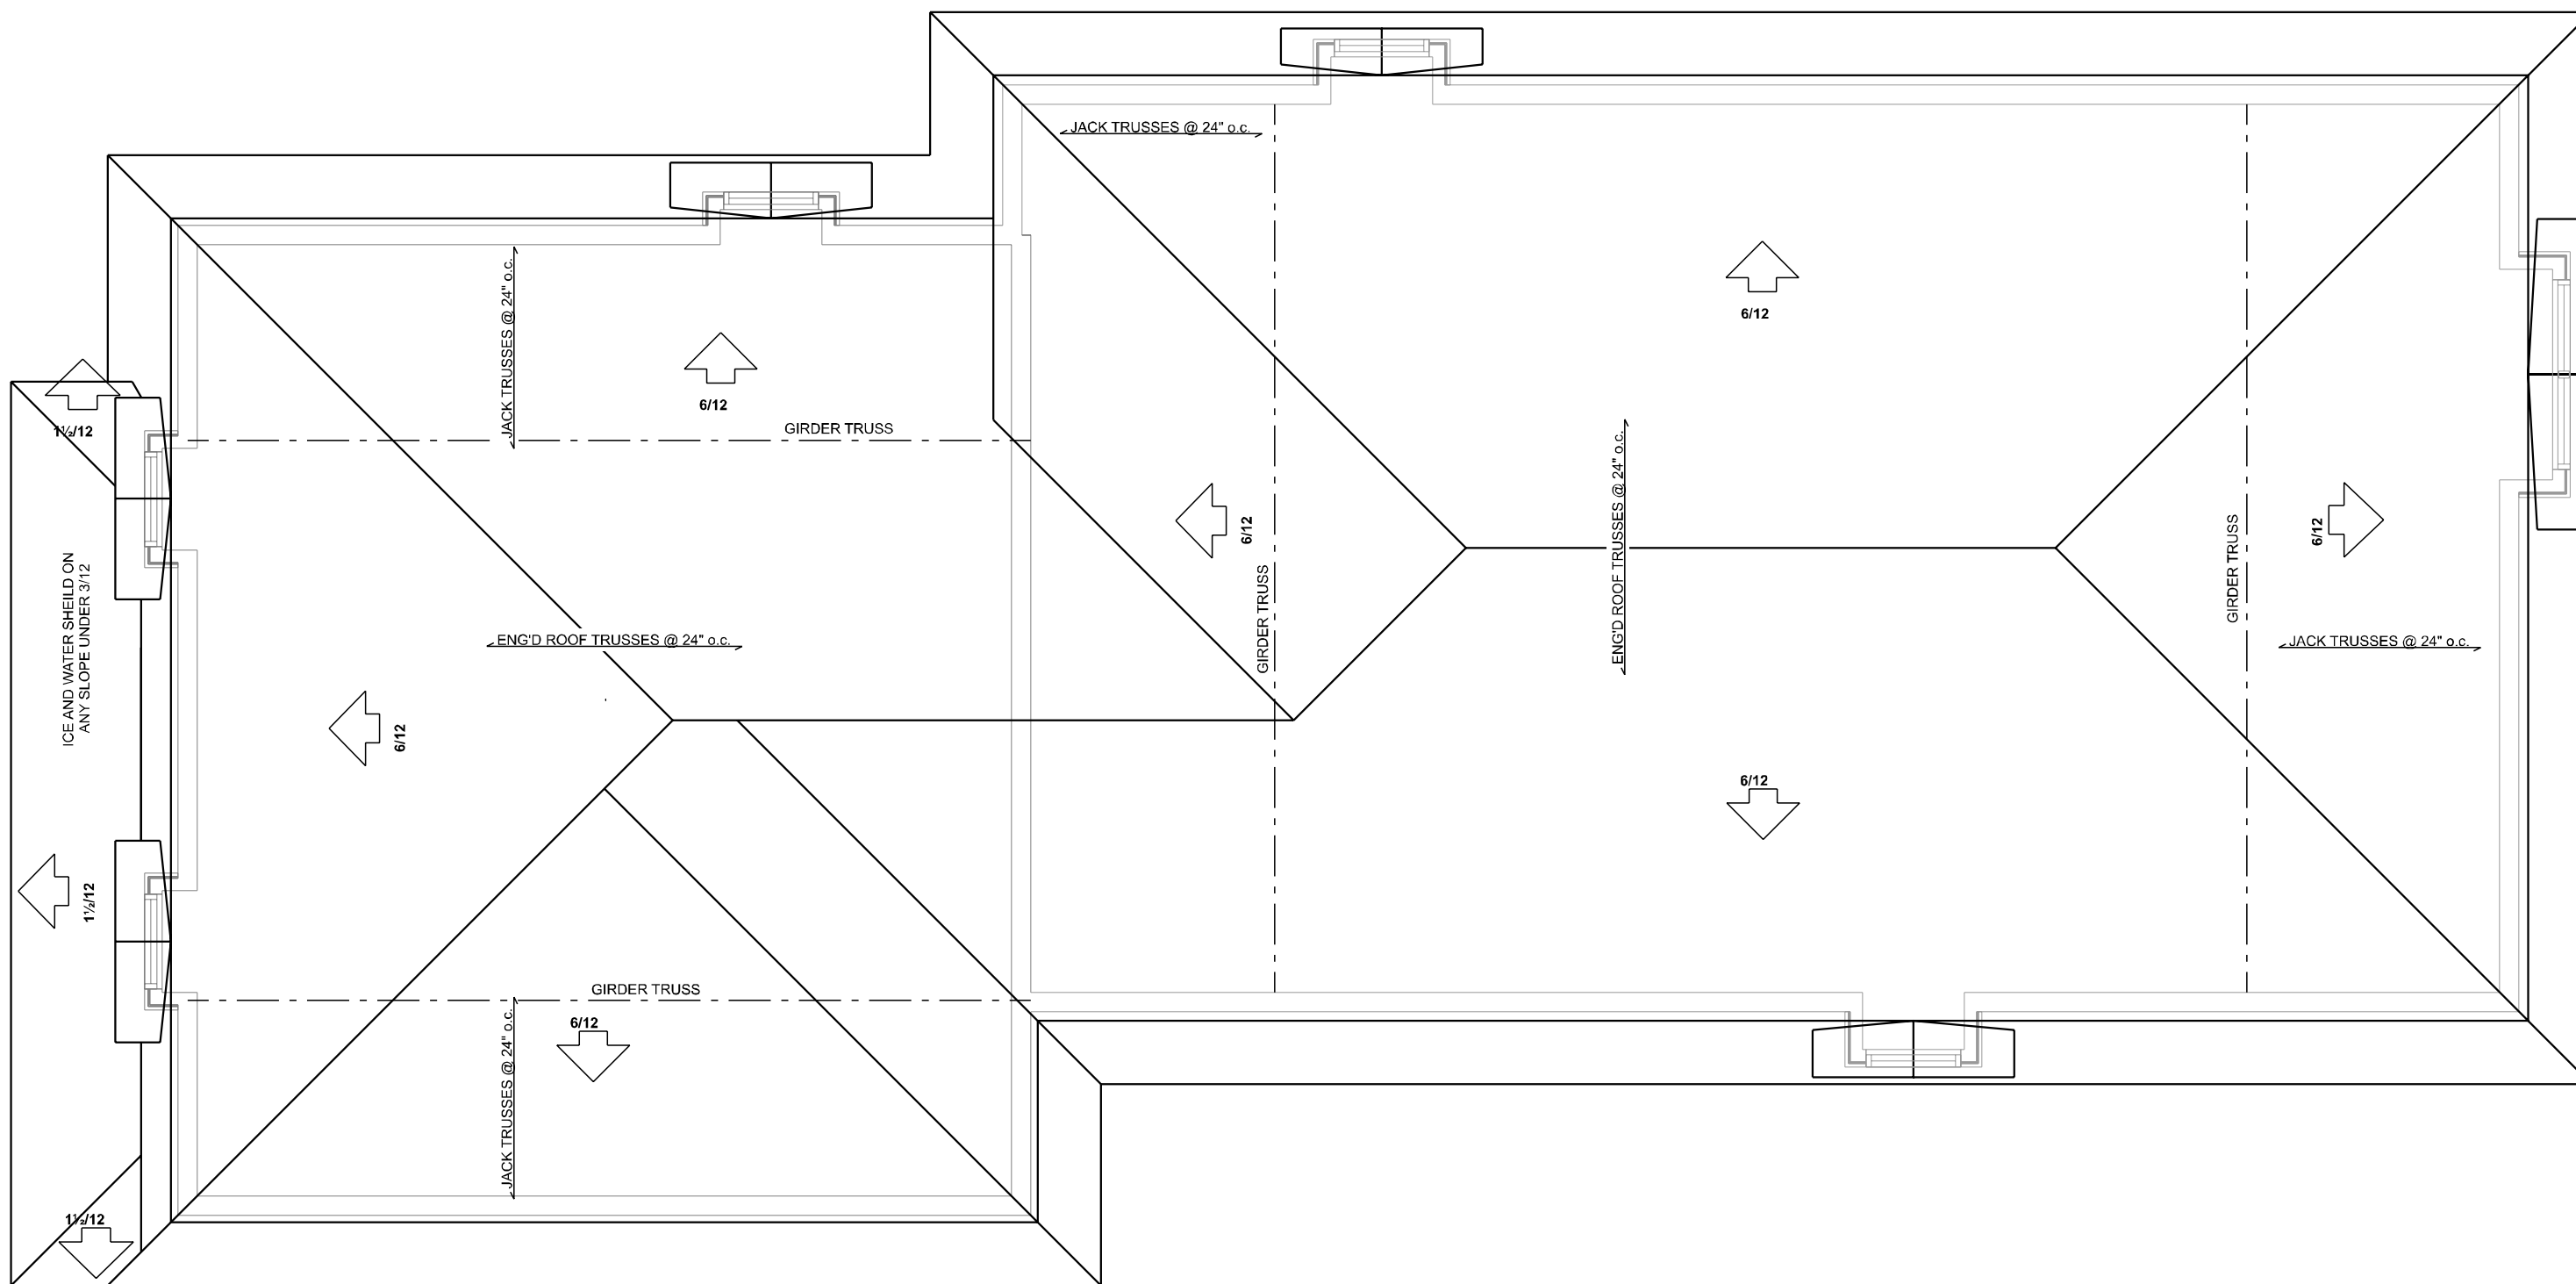 JACK TRUSSES @ 24" o.c.
6/12
JACK TRUSSES @ 24" o.c.
6/12
GIRDER TRUSS
1½/12
6/12
ENG'D ROOF TRUSSES @ 24" o.c.
6/12
GIRDER TRUSS
GIRDER TRUSS
ICE AND WATER SHEILD ON
ANY SLOPE UNDER 3/12
ENG'D ROOF TRUSSES @ 24" o.c.
JACK TRUSSES @ 24" o.c.
6/12
6/12
1½/12
GIRDER TRUSS
6/12
JACK TRUSSES @ 24" o.c.
1½/12